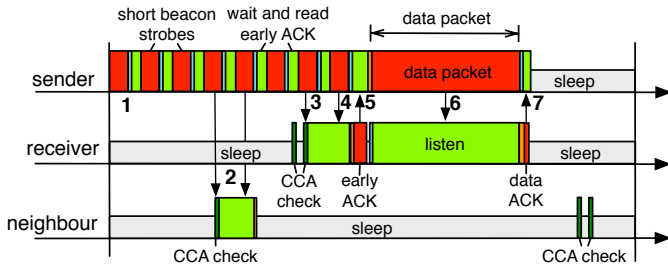 short beacon strobes
wait and read early ACK
data packet
sender
1
3
4
5
data packet
6
7
sleep
receiver
sleep
2
CCA check
early ACK
listen
data ACK
sleep
neighbour
CCA check
sleep
CCA check